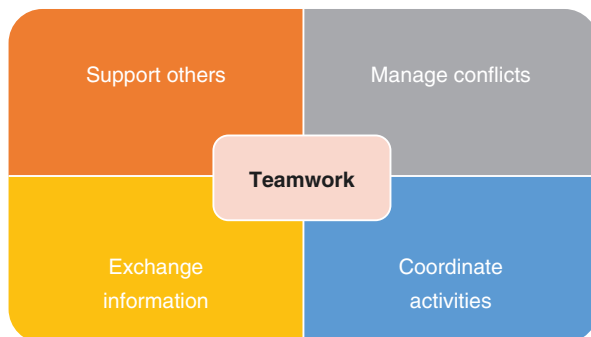 Support others
Manage conflicts
Teamwork
Exchange
information
Coordinate
activities